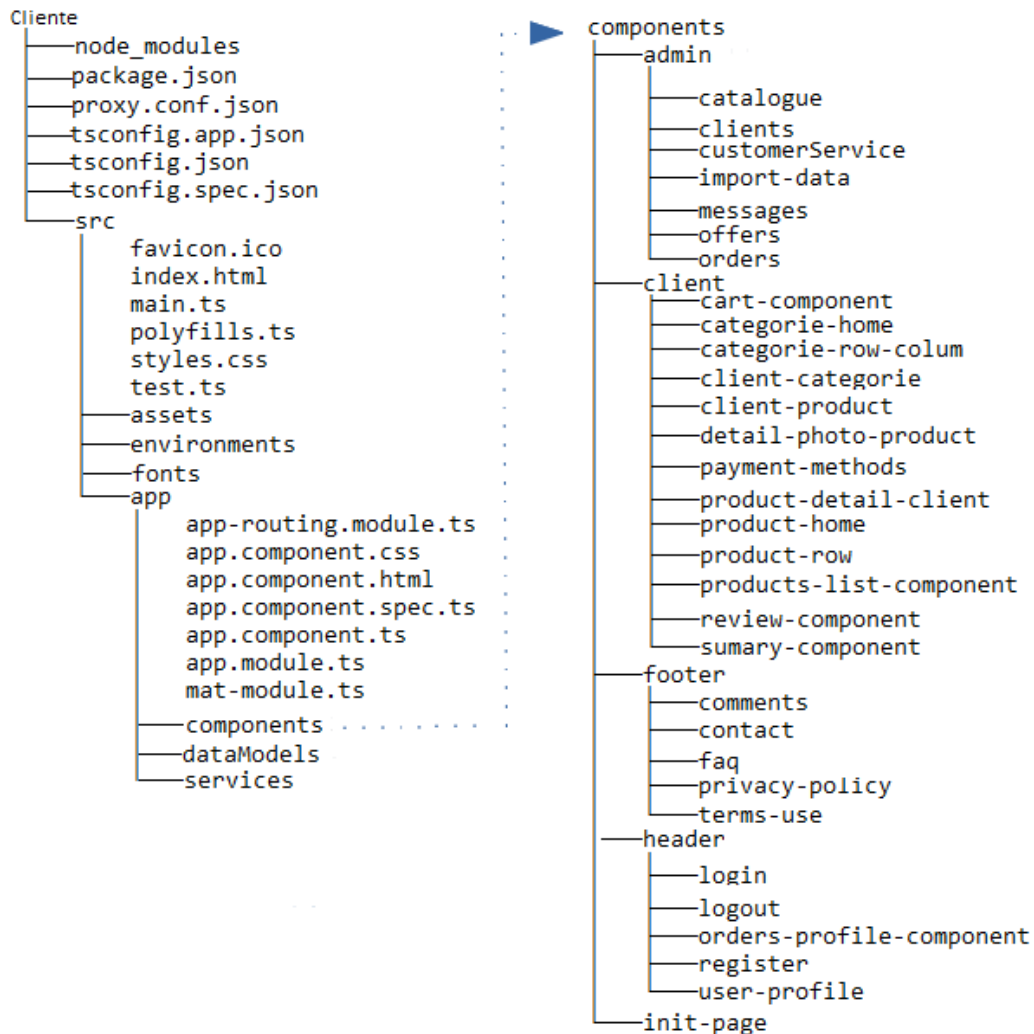 Cliente
node_modules
package.json
proxy.conf.json
tsconfig.app.json
tsconfig.json
tsconfig.spec.json
src
favicon.ico
index.html
main.ts
polyfills.ts
styles.css
test.ts
assets
environments
fonts
app
app-routing.module.ts
app.component.css
app.component.html
app.component.spec.ts
app.component.ts
app.module.ts
mat-module.ts
components
dataModels
services
components
admin
catalogue
clients
customerService
import-data
messages
offers
orders
client
cart-component
categorie-home
categorie-row-colum
client-categorie
client-product
detail-photo-product
payment-methods
product-detail-client
product-home
product-row
products-list-component
review-component
sumary-component
footer
comments
contact
faq
privacy-policy
terms-use
header
login
logout
orders-profile-component
register
user-profile
init-page